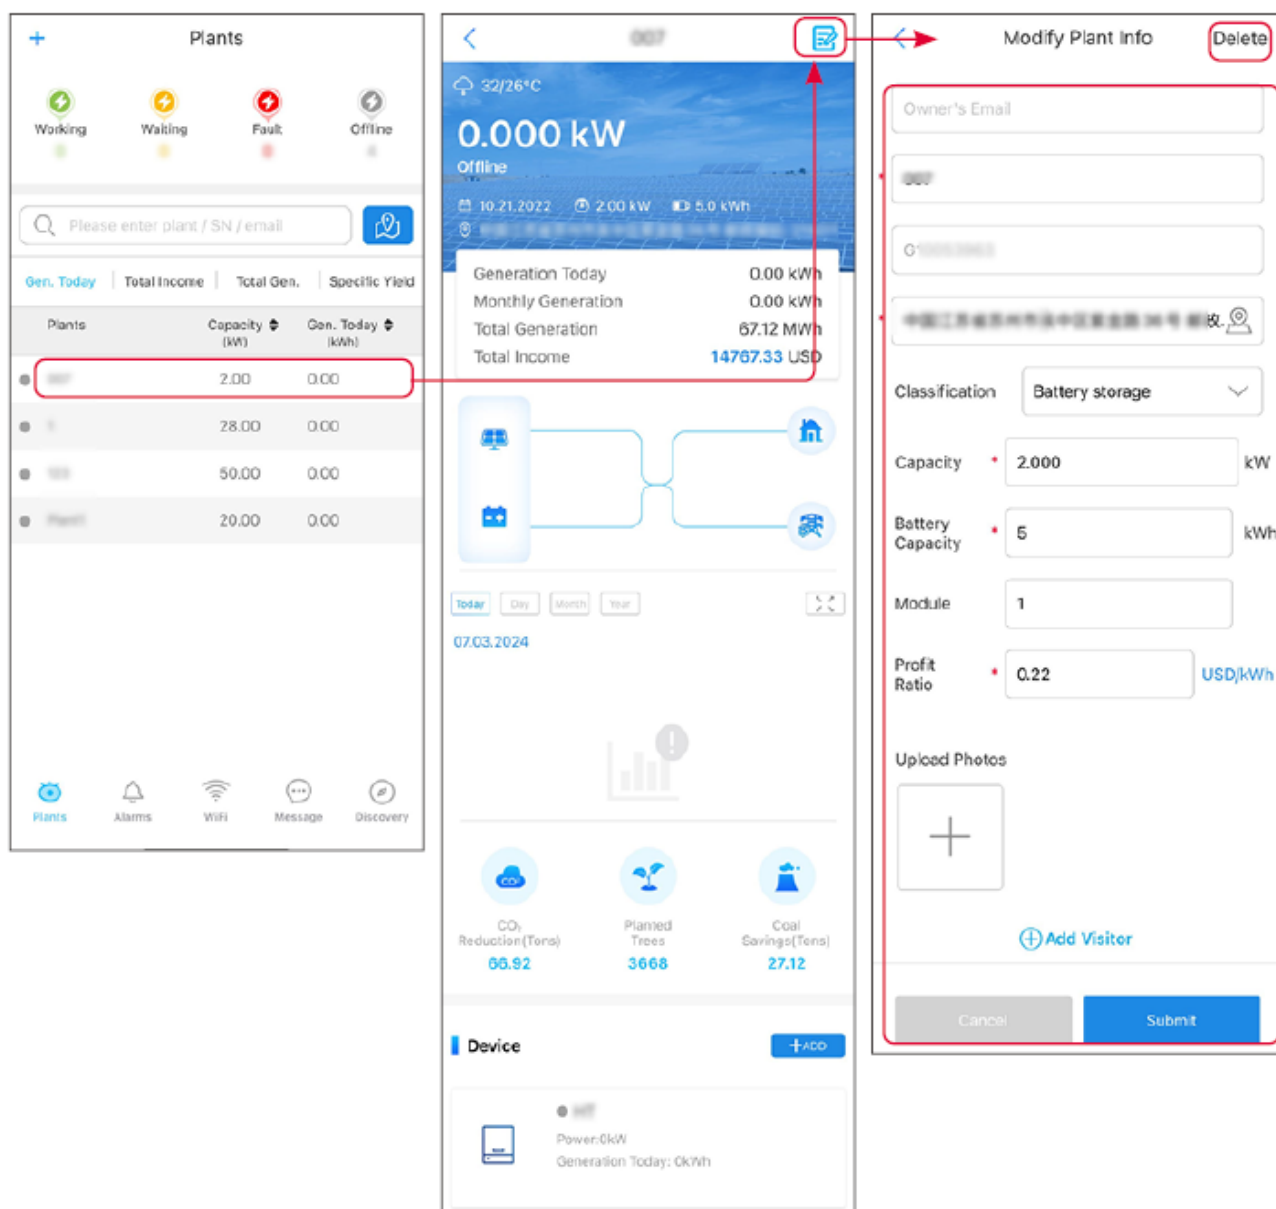 Plants
Working
Waiting
Fault
Offline
Please enter plant / SN / email
Gen. Today
Total Income
Total Gen.
Specific Yield
Plants
Capacity
(kW)
Gen. Today
(kWh)
2.00
0.00
28.00
0.00
50.00
0.00
20.00
0.00
Plants
Alarms
WiFi
Message
Discovery
007
32/26°C
0.000 kW
Offline
10.21.2022
2.00 kW
5.0 kWh
Generation Today
0.00 kWh
Monthly Generation
0.00 kWh
Total Generation
67.12 MWh
Total Income
14767.33 USD
Today
Day
Month
Year
07.03.2024
CO₂
Reduction(Tons)
66.92
Planted
Trees
3668
Coal
Savings(Tons)
27.12
Device
ADD
Power:0kW
Generation Today: 0kWh
Modify Plant Info
Delete
Owner's Email
* 007
*
Classification
Battery storage
Capacity * 2.000 kW
Battery
Capacity * 5 kWh
Module 1
Profit
Ratio * 0.22 USD/kWh
Upload Photos
Add Visitor
Cancel
Submit